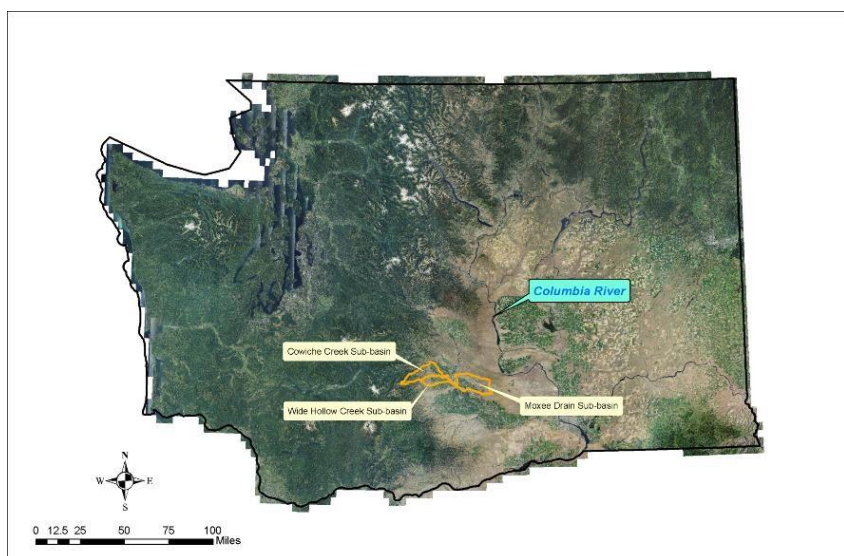 Columbia River
Cowiche Creek Sub-basin
Wide Hollow Creek Sub-basin
Moxee Drain Sub-basin
N
W E
S
0 12.5 25 50 75 100
Miles